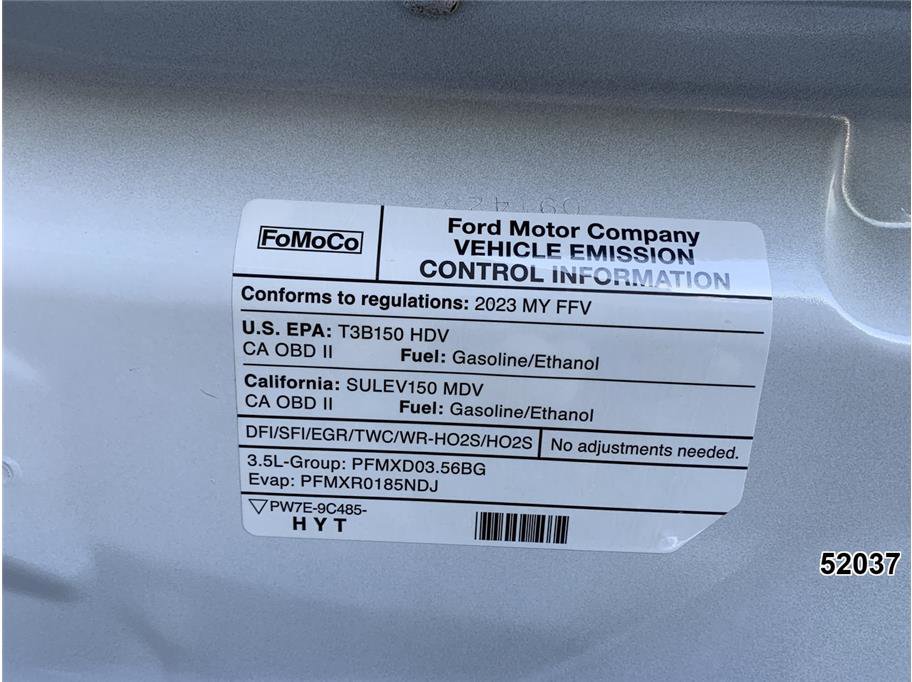 FoMoCo
Ford Motor Company
VEHICLE EMISSION
CONTROL INFORMATION
Conforms to regulations: 2023 MY FFV
U.S. EPA: T3B150 HDV
CA OBD II Fuel: Gasoline/Ethanol
California: SULEV150 MDV
CA OBD II Fuel: Gasoline/Ethanol
DFI/SFI/EGR/TWC/WR-HO2S/HO2S No adjustments needed.
3.5L-Group: PFMXD03.56BG
Evap: PFMXR0185NDJ
PW7E-9C485-
H Y T
52037